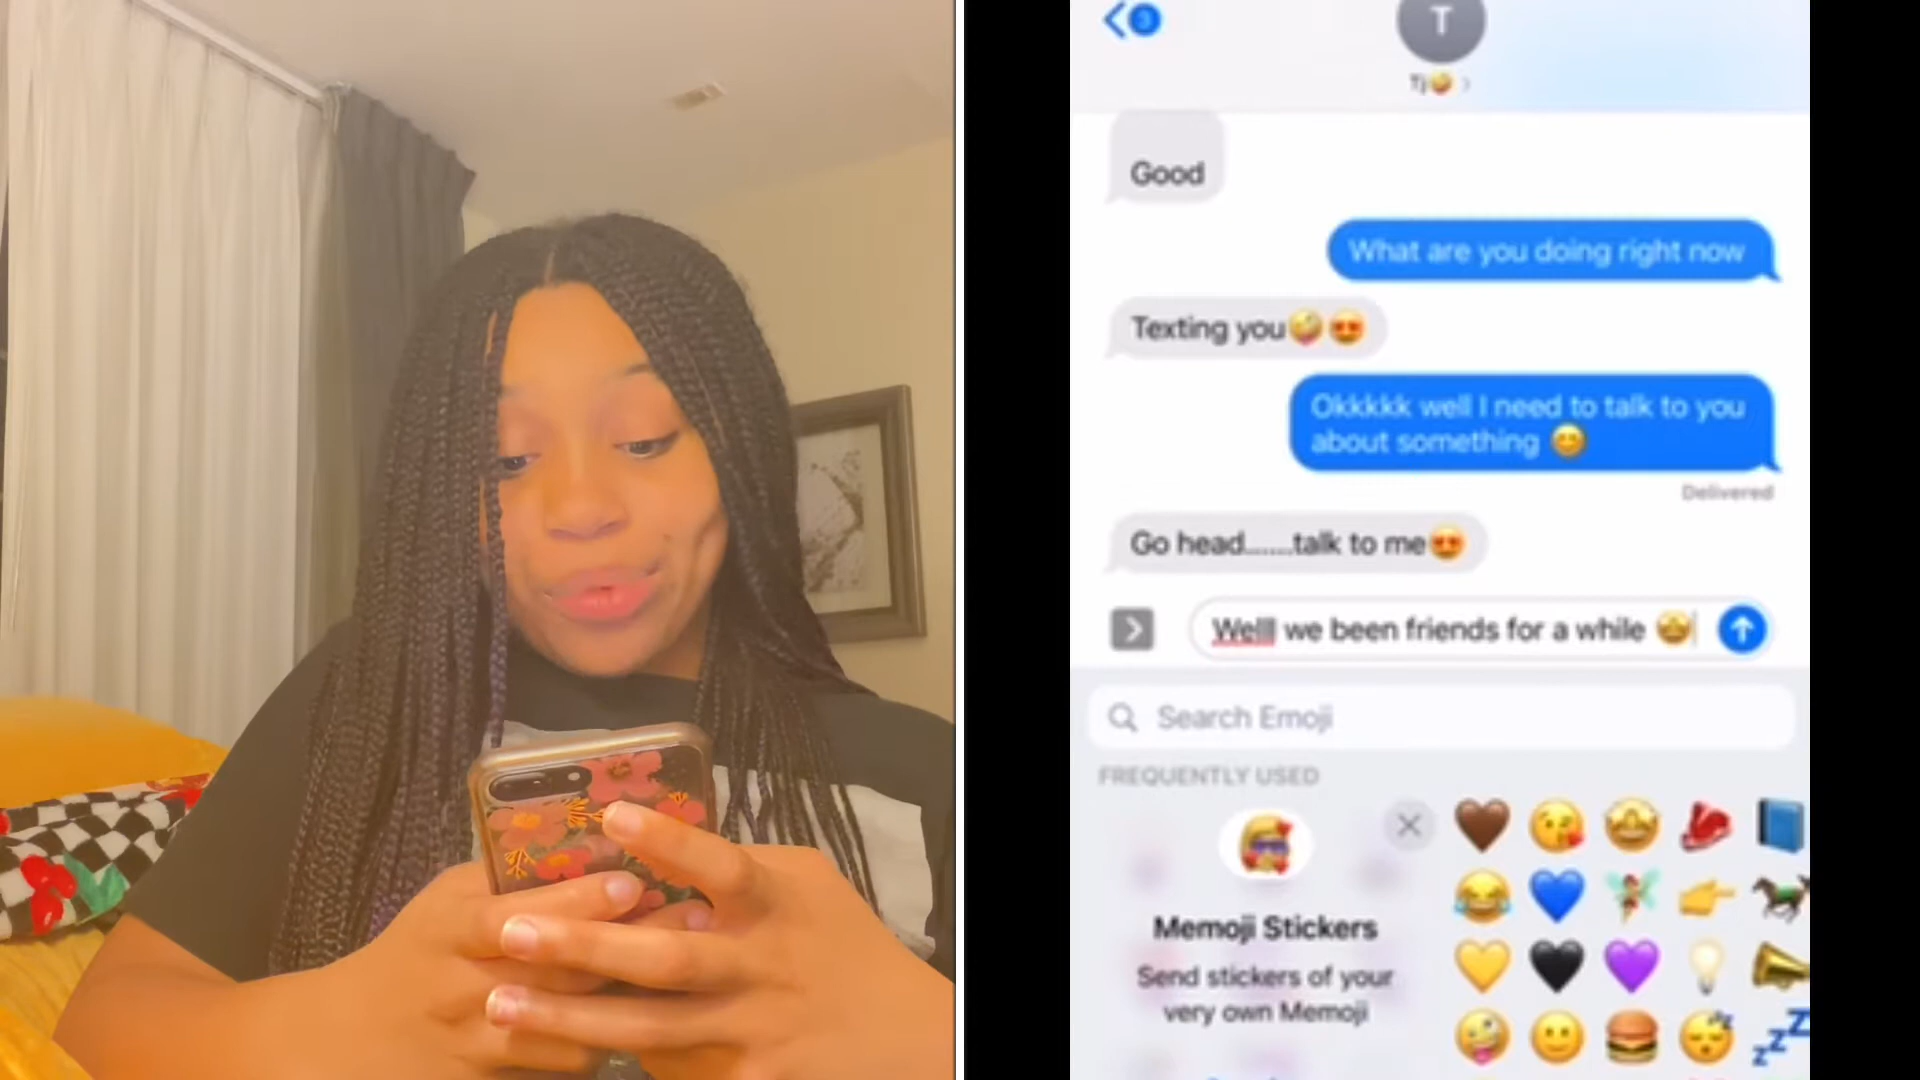 3
T
Tj🤪 >
Good
What are you doing right now
Texting you🤪😍
Okkkkk well I need to talk to you
about something 😊
Delivered
Go head.......talk to me😍
Welll we been friends for a while 🤩
Search Emoji
FREQUENTLY USED
Memoji Stickers
Send stickers of your
very own Memoji